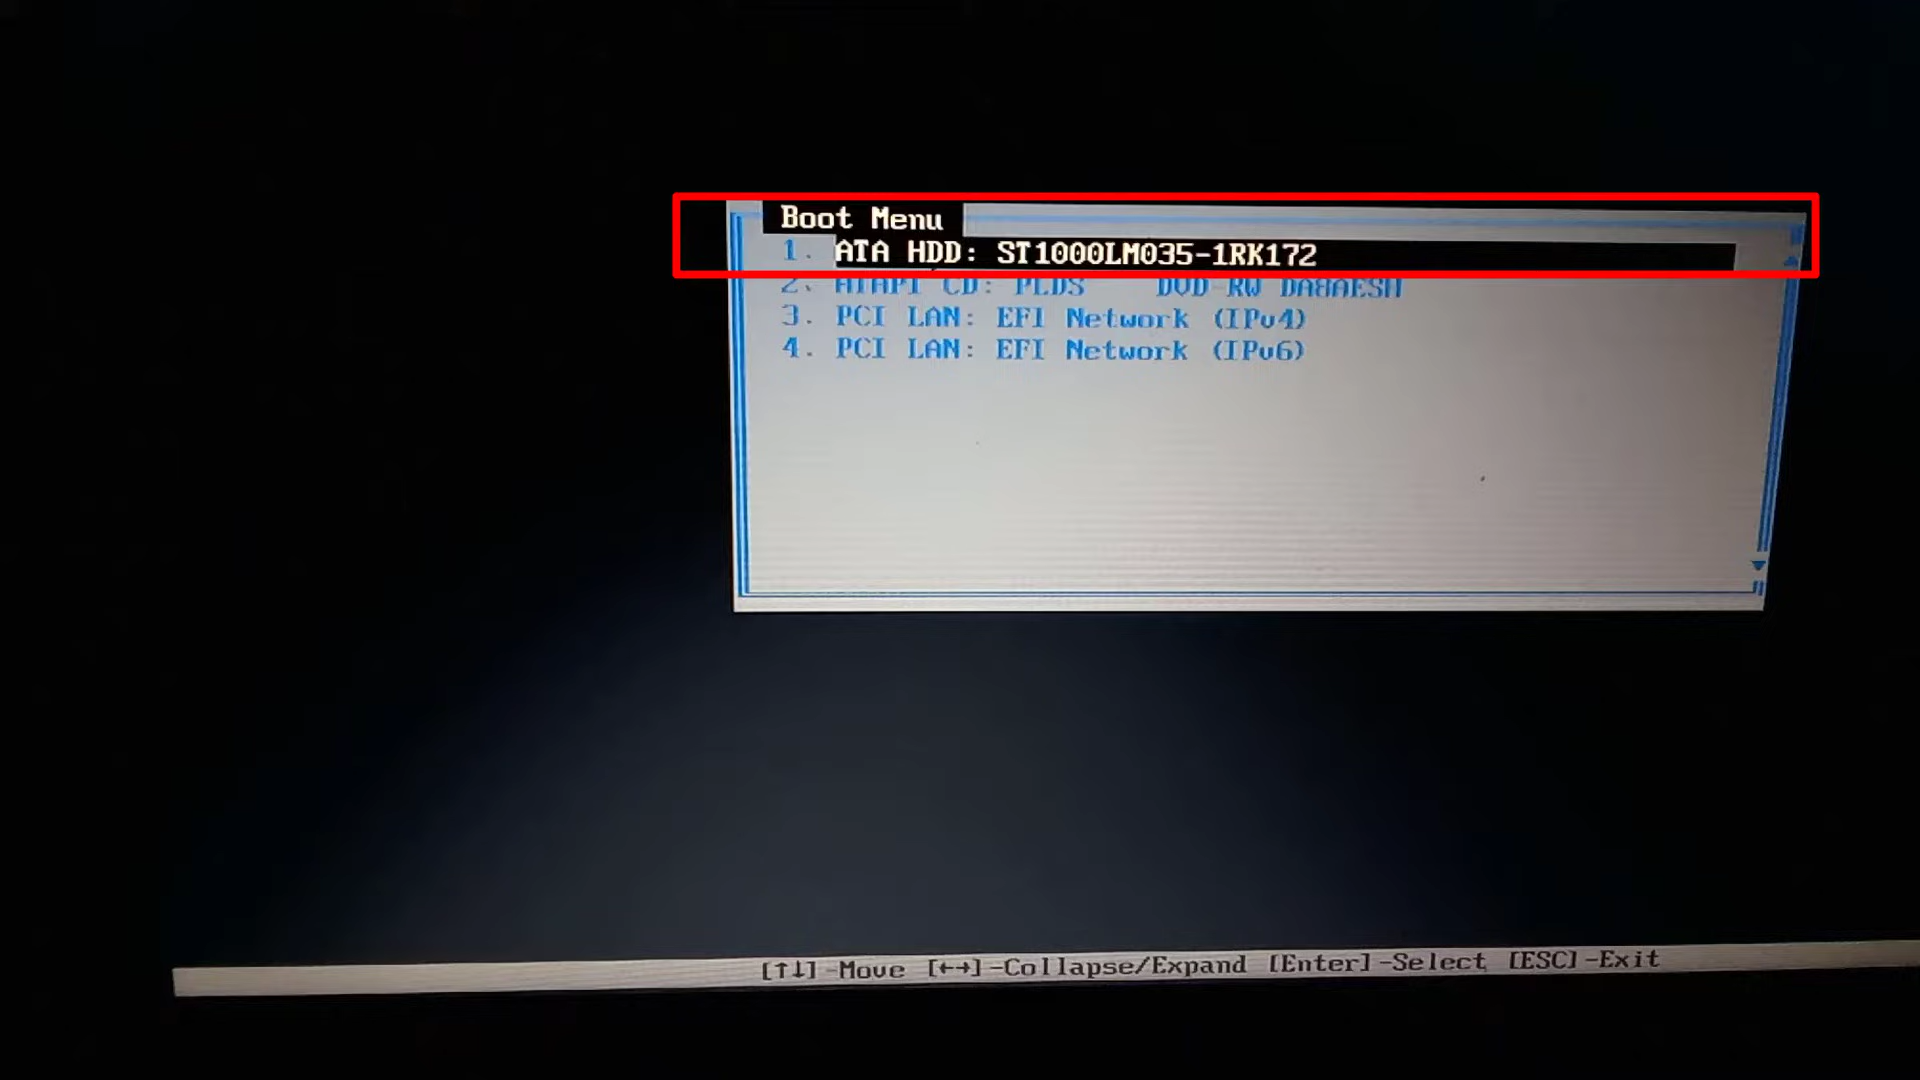 Boot Menu
1. ATA HDD: ST1000LM035-1RK172
2. ATAPI CD: PLDS DVD-RW DA8AESH
3. PCI LAN: EFI Network (IPv4)
4. PCI LAN: EFI Network (IPv6)
[↑↓]-Move [←→]-Collapse/Expand [Enter]-Select [ESC]-Exit